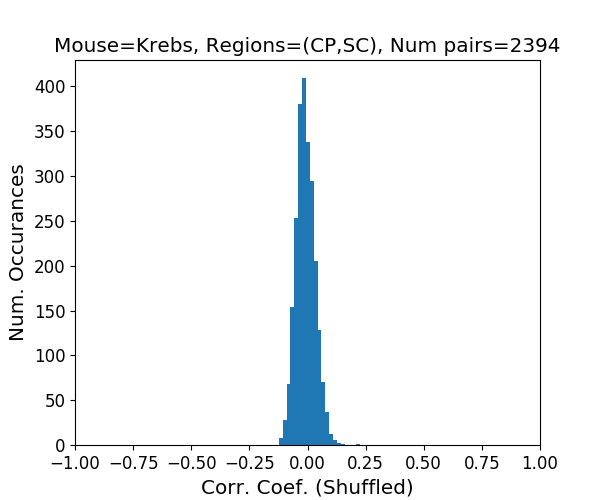 Mouse=Krebs, Regions=(CP,SC), Num pairs=2394
400
350
300
250
200
150
100
50
0
Num. Occurances
−1.00 −0.75 −0.50 −0.25 0.00 0.25 0.50 0.75 1.00
Corr. Coef. (Shuffled)